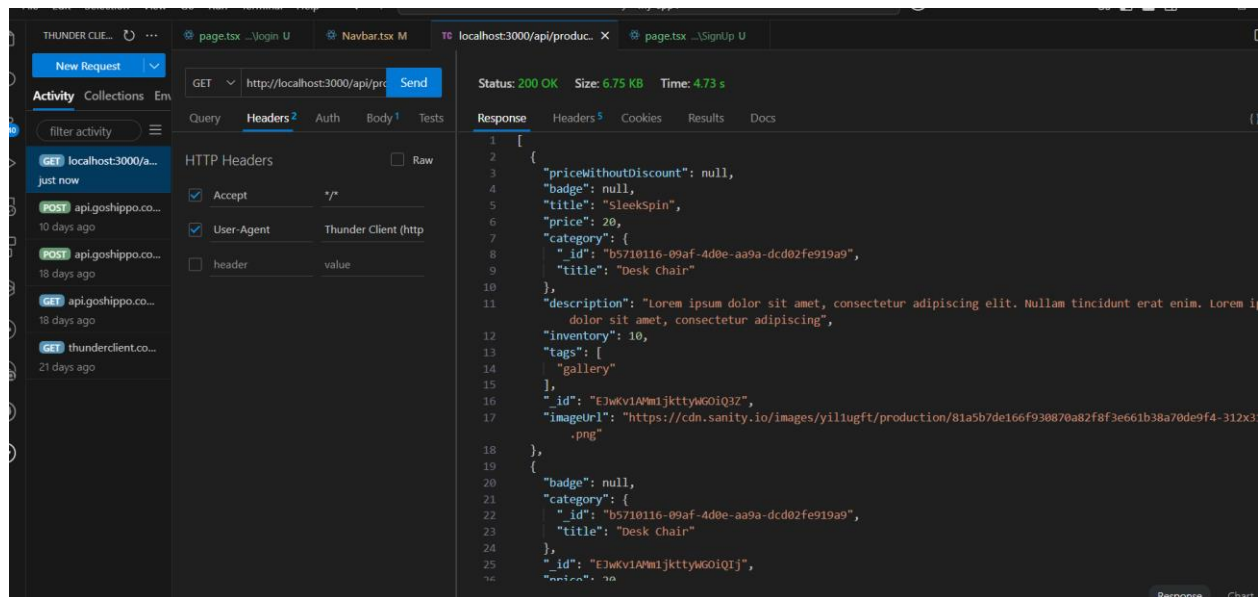 THUNDER CLIE...
page.tsx ...\login U
Navbar.tsx M
TC localhost:3000/api/produc..
page.tsx ...\SignUp U
New Request
Activity Collections Env
filter activity
GET localhost:3000/a...
just now
POST api.goshippo.co...
10 days ago
POST api.goshippo.co...
18 days ago
GET api.goshippo.co...
18 days ago
GET thunderclient.co...
21 days ago
GET http://localhost:3000/api/pro Send
Query Headers 2 Auth Body 1 Tests
HTTP Headers Raw
Accept */*
User-Agent Thunder Client (http
header value
Status: 200 OK Size: 6.75 KB Time: 4.73 s
Response Headers 5 Cookies Results Docs
1 [
2 {
3 "priceWithoutDiscount": null,
4 "badge": null,
5 "title": "SleekSpin",
6 "price": 20,
7 "category": {
8 "_id": "b5710116-09af-4d0e-aa9a-dcd02fe919a9",
9 "title": "Desk Chair"
10 },
11 "description": "Lorem ipsum dolor sit amet, consectetur adipiscing elit. Nullam tincidunt erat enim. Lorem ip
dolor sit amet, consectetur adipiscing",
12 "inventory": 10,
13 "tags": [
14 "gallery"
15 ],
16 "_id": "EJwKv1AMm1jkttyWGOiQ3Z",
17 "imageUrl": "https://cdn.sanity.io/images/yil1ugft/production/81a5b7de166f930870a82f8f3e661b38a70de9f4-312x31
.png"
18 },
19 {
20 "badge": null,
21 "category": {
22 "_id": "b5710116-09af-4d0e-aa9a-dcd02fe919a9",
23 "title": "Desk Chair"
24 },
25 "_id": "EJwKv1AMm1jkttyWGOiQIj",
26 "price": 20
Response Chart